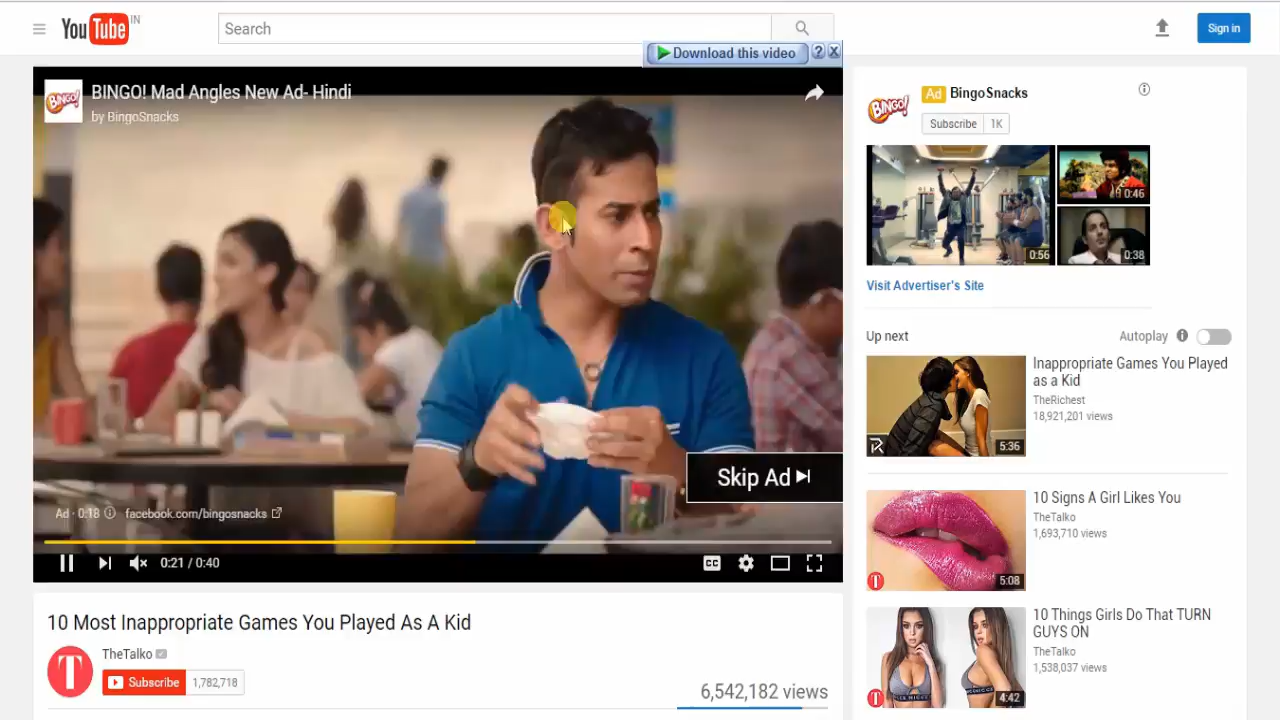 YouTube IN
Search
Sign in
Download this video ? X
BINGO! Mad Angles New Ad- Hindi
by BingoSnacks
BINGO!
Skip Ad
Ad · 0:18 facebook.com/bingosnacks
0:21 / 0:40
CC
10 Most Inappropriate Games You Played As A Kid
T
TheTalko
Subscribe 1,782,718
6,542,182 views
BINGO!
Ad BingoSnacks
Subscribe 1K
0:56
0:46
0:38
Visit Advertiser's Site
Up next
Autoplay
5:36
Inappropriate Games You Played
as a Kid
TheRichest
18,921,201 views
T
5:08
10 Signs A Girl Likes You
TheTalko
1,693,710 views
T
4:42
10 Things Girls Do That TURN
GUYS ON
TheTalko
1,538,037 views